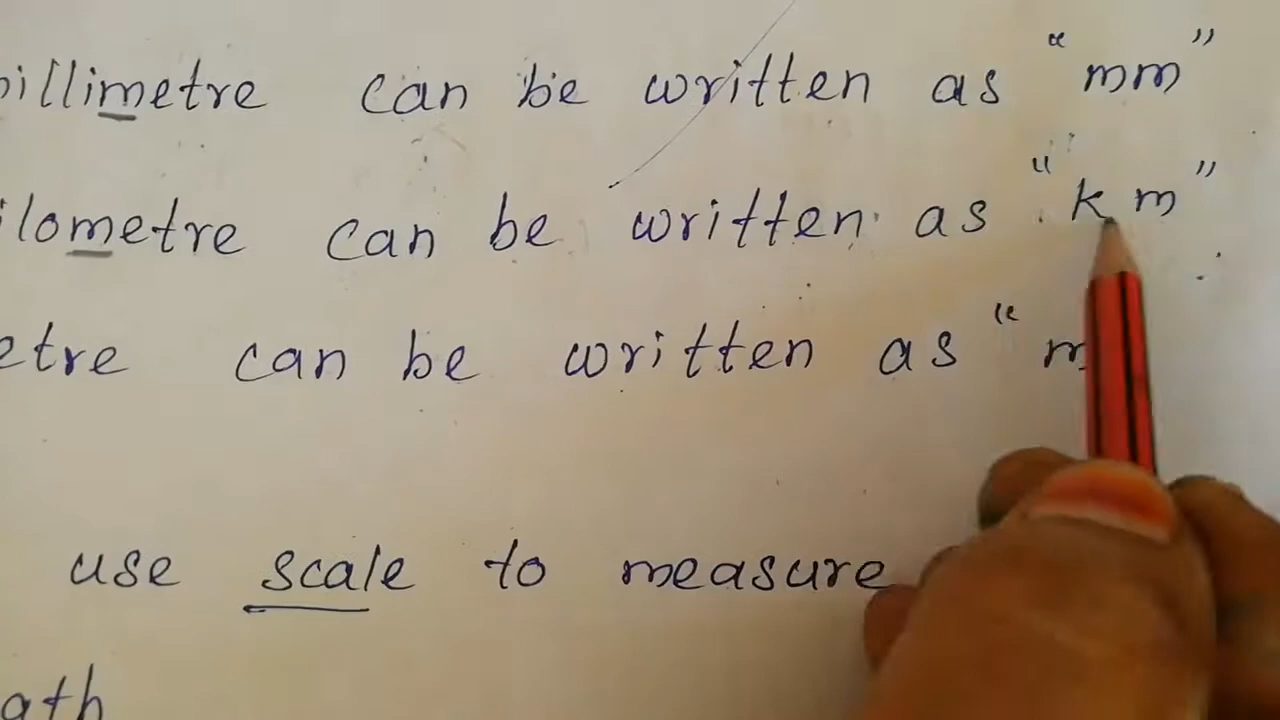 illimetre can be written as "mm"
ilometre can be written as "km"
etre can be written as "m
use scale to measure